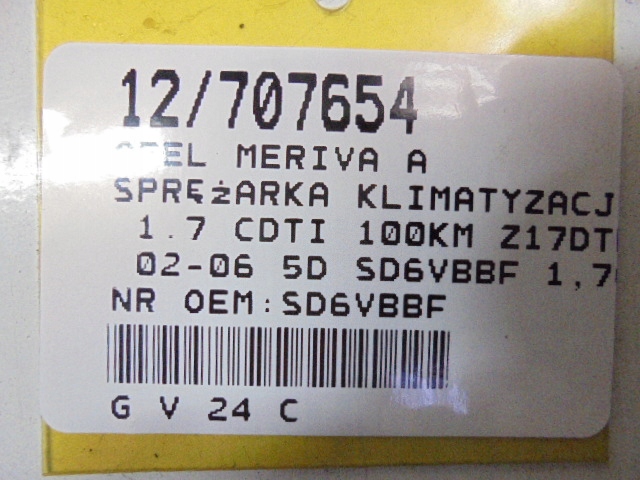 12/707654
OPEL MERIVA A
SPRĘŻARKA KLIMATYZACJ
1.7 CDTI 100KM Z17DT
02-06 5D SD6VBBF 1,7
NR OEM:SD6VBBF
G V 24 C